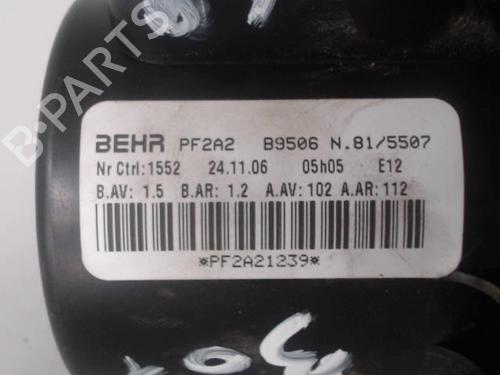 BEHR PF2A2 B9506 N.81/5507
Nr Ctrl:1552 24.11.06 05h05 E12
B.AV: 1.5 B.AR: 1.2 A.AV: 102 A.AR: 112
*PF2A21239*